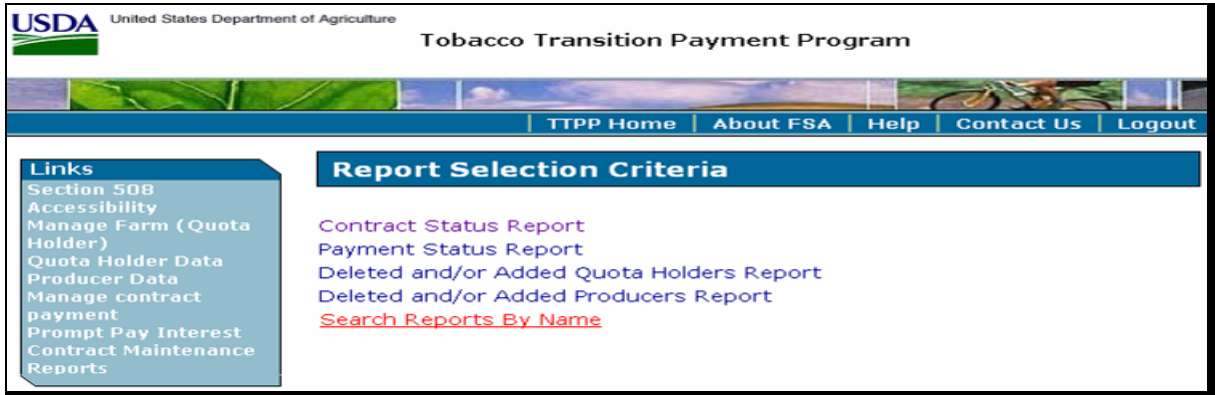 USDA United States Department of Agriculture
Tobacco Transition Payment Program
TTPP Home | About FSA | Help | Contact Us | Logout
Links
Section 508
Accessibility
Manage Farm (Quota
Holder)
Quota Holder Data
Producer Data
Manage contract
payment
Prompt Pay Interest
Contract Maintenance
Reports
Report Selection Criteria
Contract Status Report
Payment Status Report
Deleted and/or Added Quota Holders Report
Deleted and/or Added Producers Report
Search Reports By Name